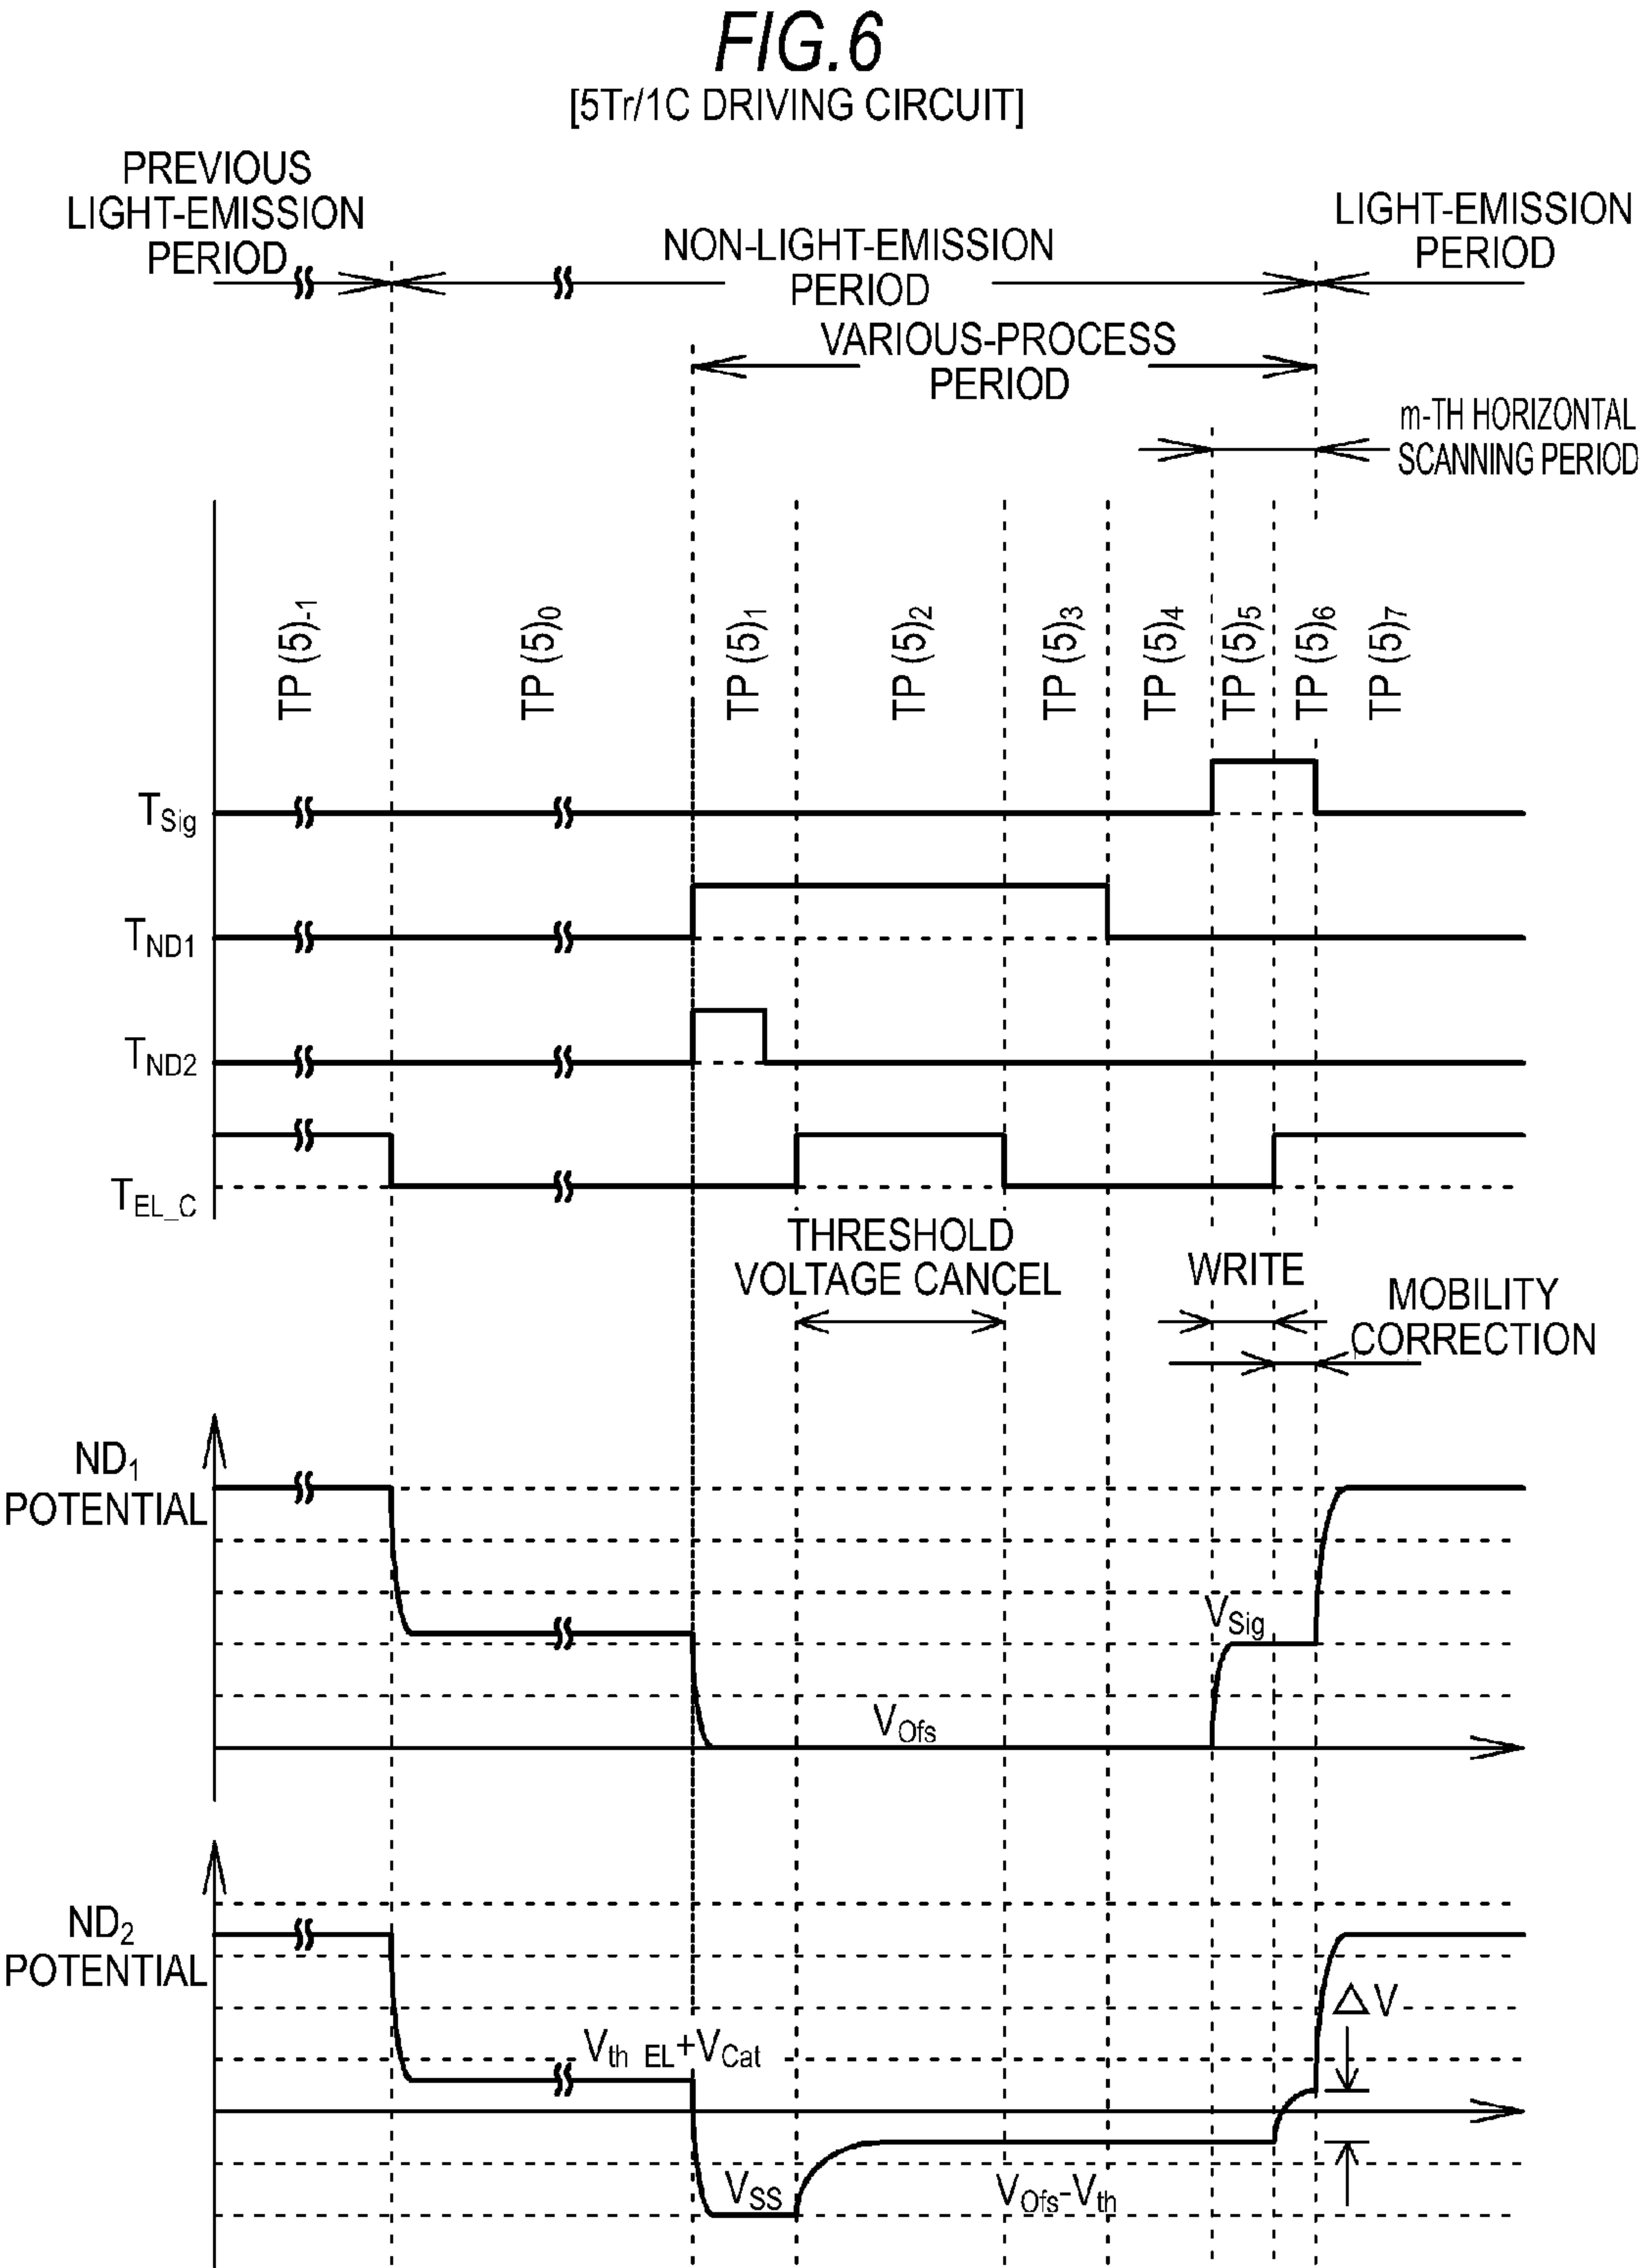 FIG.6
[5Tr/1C DRIVING CIRCUIT]
PREVIOUS
LIGHT-EMISSION
PERIOD
NON-LIGHT-EMISSION
PERIOD
LIGHT-EMISSION
PERIOD
VARIOUS-PROCESS
PERIOD
m-TH HORIZONTAL
SCANNING PERIOD
TP (5)-1
TP (5)0
TP (5)1
TP (5)2
TP (5)3
TP (5)4
TP (5)5
TP (5)6
TP (5)7
TSig
TND1
TND2
TEL_C
THRESHOLD
VOLTAGE CANCEL
WRITE
MOBILITY
CORRECTION
ND1
POTENTIAL
VSig
VOfs
ND2
POTENTIAL
ΔV
Vth EL+VCat
VSS
VOfs-Vth